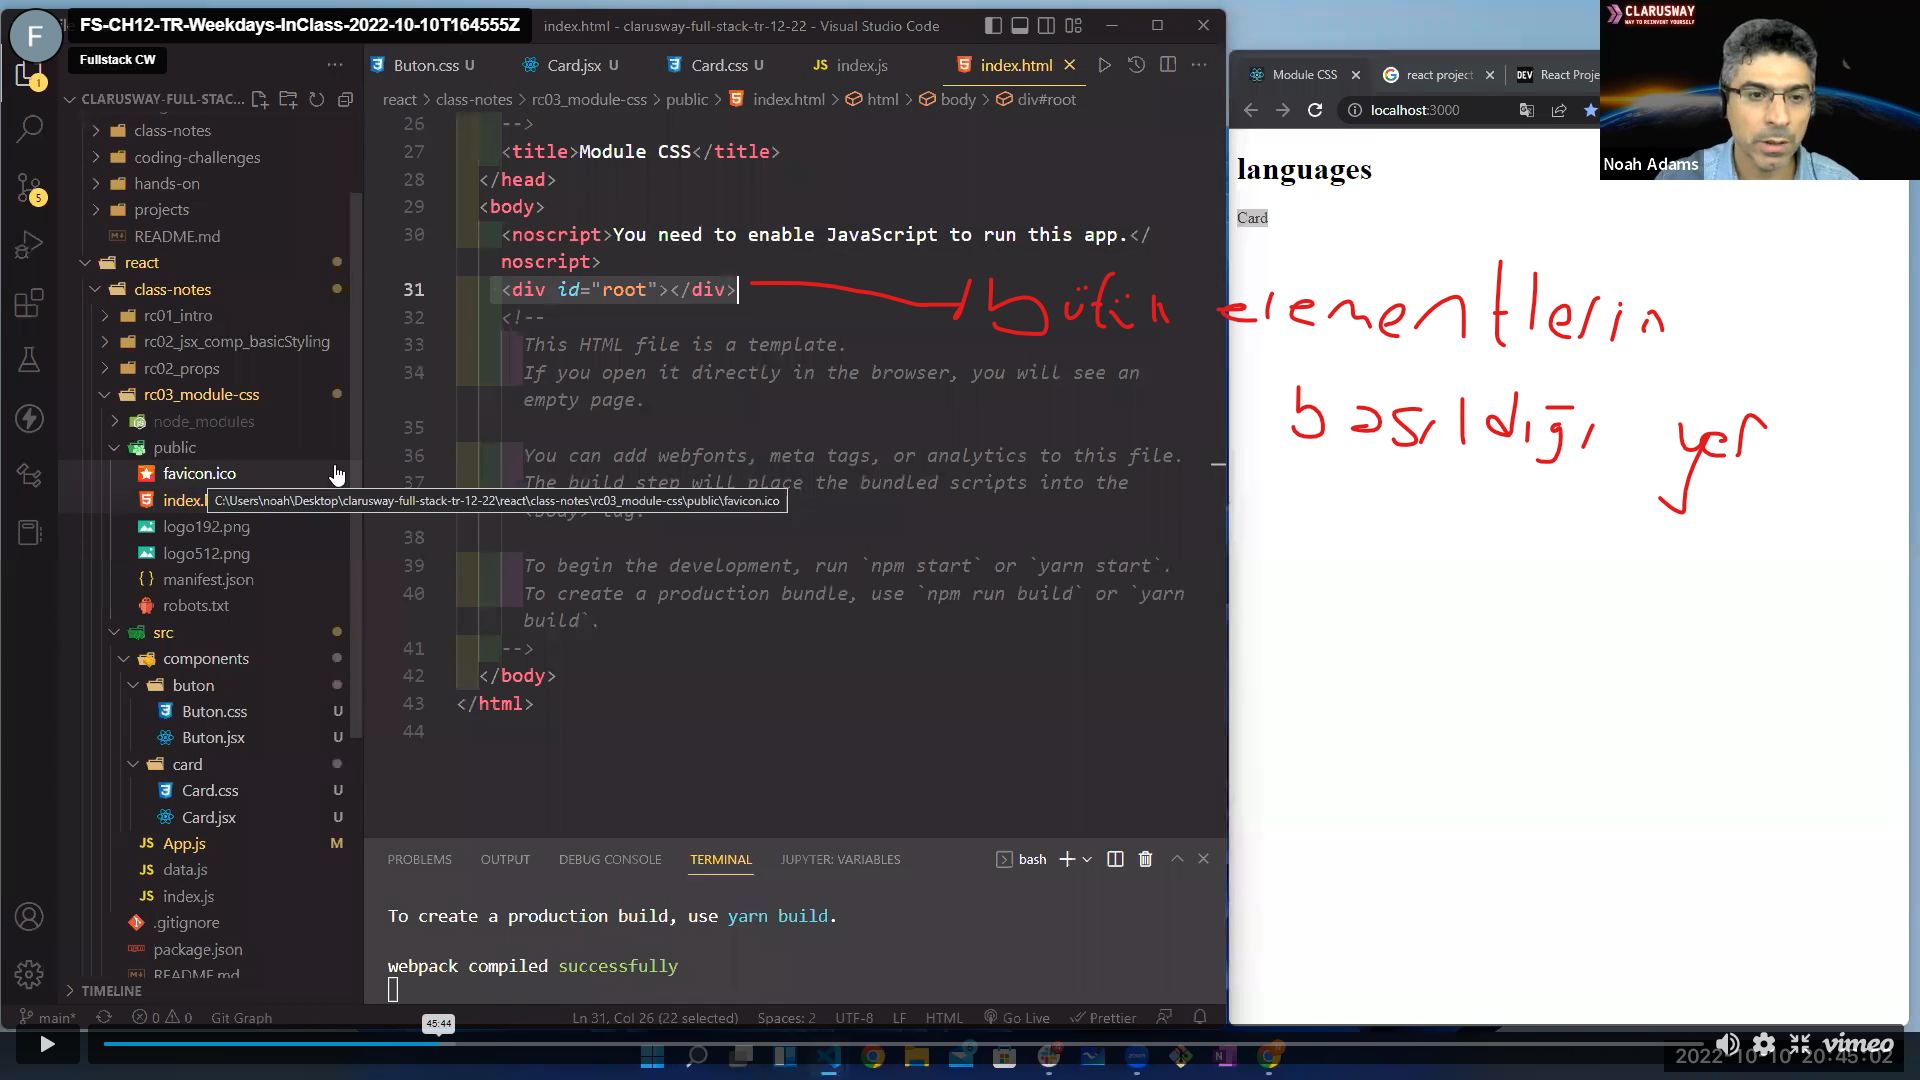 FS-CH12-TR-Weekdays-InClass-2022-10-10T164555Z
Fullstack CW
F
index.html - clarusway-full-stack-tr-12-22 - Visual Studio Code
CLARUSWAY
WAY TO REINVENT YOURSELF
Noah Adams
1
5
CLARUSWAY-FULL-STAC...
class-notes
coding-challenges
hands-on
projects
README.md
react
class-notes
rc01_intro
rc02_jsx_comp_basicStyling
rc02_props
rc03_module-css
node_modules
public
favicon.ico
C:\Users\noah\Desktop\clarusway-full-stack-tr-12-22\react\class-notes\rc03_module-css\public\favicon.ico
logo192.png
logo512.png
manifest.json
robots.txt
src
components
buton
Buton.css U
Buton.jsx U
card
Card.css U
Card.jsx U
App.js M
data.js
index.js
.gitignore
package.json
README.md
TIMELINE
Buton.css U Card.jsx U Card.css U index.js index.html
react > class-notes > rc03_module-css > public > index.html > html > body > div#root
26 -->
27 <title>Module CSS</title>
28 </head>
29 <body>
30 <noscript>You need to enable JavaScript to run this app.</
noscript>
31 <div id="root"></div>
32 <!--
33 This HTML file is a template.
34 If you open it directly in the browser, you will see an
empty page.
35
36 You can add webfonts, meta tags, or analytics to this file.
37 The build step will place the bundled scripts into the
<body> tag.
38
39 To begin the development, run `npm start` or `yarn start`.
40 To create a production bundle, use `npm run build` or `yarn
build`.
41 -->
42 </body>
43 </html>
44
bütün elementlerin
basıldığı yer
PROBLEMS OUTPUT DEBUG CONSOLE TERMINAL JUPYTER: VARIABLES bash
To create a production build, use yarn build.
webpack compiled successfully
main* 0 0 Git Graph Ln 31, Col 26 (22 selected) Spaces: 2 UTF-8 LF HTML Go Live Prettier
Module CSS react project DEV React Proje
localhost:3000
languages
Card
45:44
vimeo
2022-10-10 20:45:02